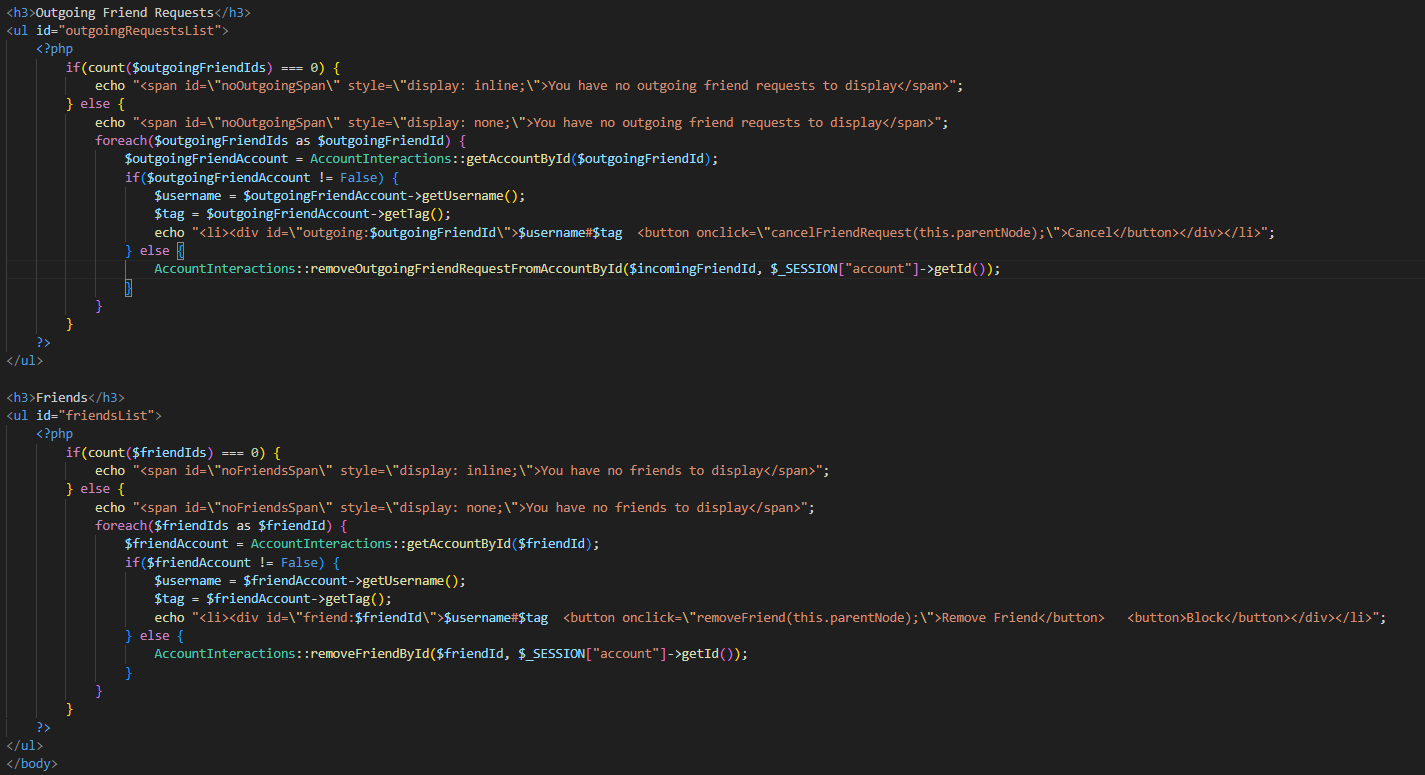 <h3>Outgoing Friend Requests</h3>
<ul id="outgoingRequestsList">
    <?php
        if(count($outgoingFriendIds) === 0) {
            echo "<span id=\"noOutgoingSpan\" style=\"display: inline;\">You have no outgoing friend requests to display</span>";
        } else {
            echo "<span id=\"noOutgoingSpan\" style=\"display: none;\">You have no outgoing friend requests to display</span>";
            foreach($outgoingFriendIds as $outgoingFriendId) {
                $outgoingFriendAccount = AccountInteractions::getAccountById($outgoingFriendId);
                if($outgoingFriendAccount != False) {
                    $username = $outgoingFriendAccount->getUsername();
                    $tag = $outgoingFriendAccount->getTag();
                    echo "<li><div id=\"outgoing:$outgoingFriendId\">$username#$tag  <button onclick=\"cancelFriendRequest(this.parentNode);\">Cancel</button></div></li>";
                } else {
                    AccountInteractions::removeOutgoingFriendRequestFromAccountById($incomingFriendId, $_SESSION["account"]->getId());
                }
            }
        }
    ?>
</ul>

<h3>Friends</h3>
<ul id="friendsList">
    <?php
        if(count($friendIds) === 0) {
            echo "<span id=\"noFriendsSpan\" style=\"display: inline;\">You have no friends to display</span>";
        } else {
            echo "<span id=\"noFriendsSpan\" style=\"display: none;\">You have no friends to display</span>";
            foreach($friendIds as $friendId) {
                $friendAccount = AccountInteractions::getAccountById($friendId);
                if($friendAccount != False) {
                    $username = $friendAccount->getUsername();
                    $tag = $friendAccount->getTag();
                    echo "<li><div id=\"friend:$friendId\">$username#$tag  <button onclick=\"removeFriend(this.parentNode);\">Remove Friend</button>   <button>Block</button></div></li>";
                } else {
                    AccountInteractions::removeFriendById($friendId, $_SESSION["account"]->getId());
                }
            }
        }
    ?>
</ul>
</body>